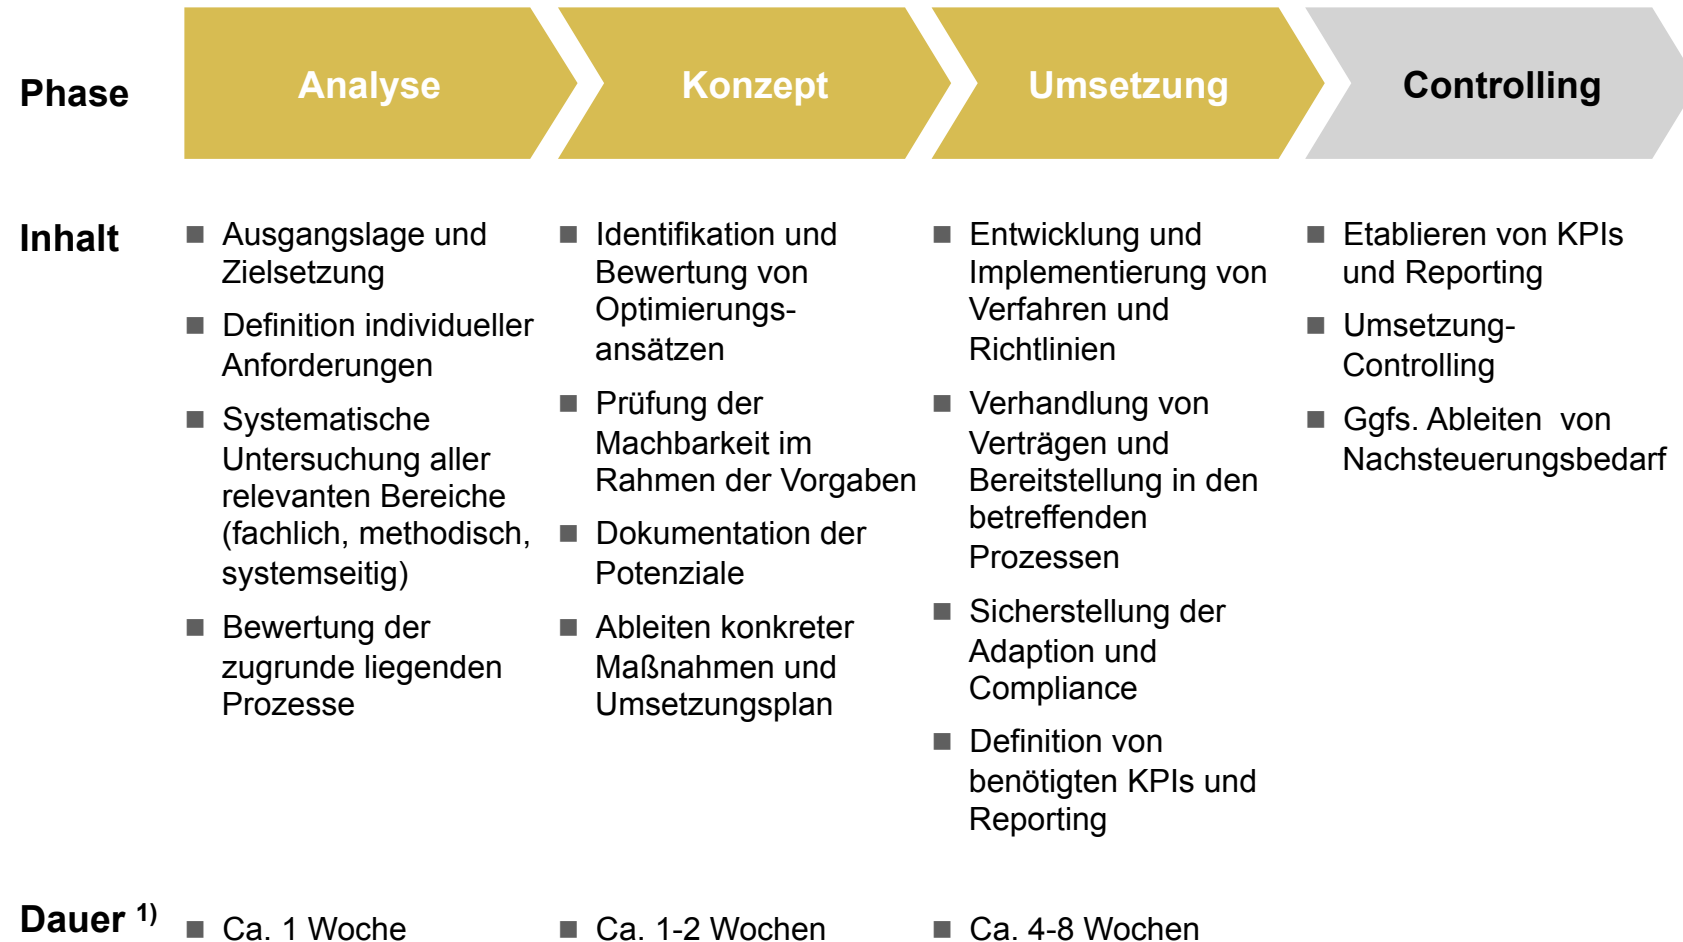 Phase
Analyse
Konzept
Umsetzung
Controlling
Inhalt
Ausgangslage und
Zielsetzung
Definition individueller
Anforderungen
Systematische
Untersuchung aller
relevanten Bereiche
(fachlich, methodisch,
systemseitig)
Bewertung der
zugrunde liegenden
Prozesse
Identifikation und
Bewertung von
Optimierungs-
ansätzen
Prüfung der
Machbarkeit im
Rahmen der Vorgaben
Dokumentation der
Potenziale
Ableiten konkreter
Maßnahmen und
Umsetzungsplan
Entwicklung und
Implementierung von
Verfahren und
Richtlinien
Verhandlung von
Verträgen und
Bereitstellung in den
betreffenden
Prozessen
Sicherstellung der
Adaption und
Compliance
Definition von
benötigten KPIs und
Reporting
Etablieren von KPIs
und Reporting
Umsetzung-
Controlling
Ggfs. Ableiten von
Nachsteuerungsbedarf
Dauer 1)
Ca. 1 Woche
Ca. 1-2 Wochen
Ca. 4-8 Wochen